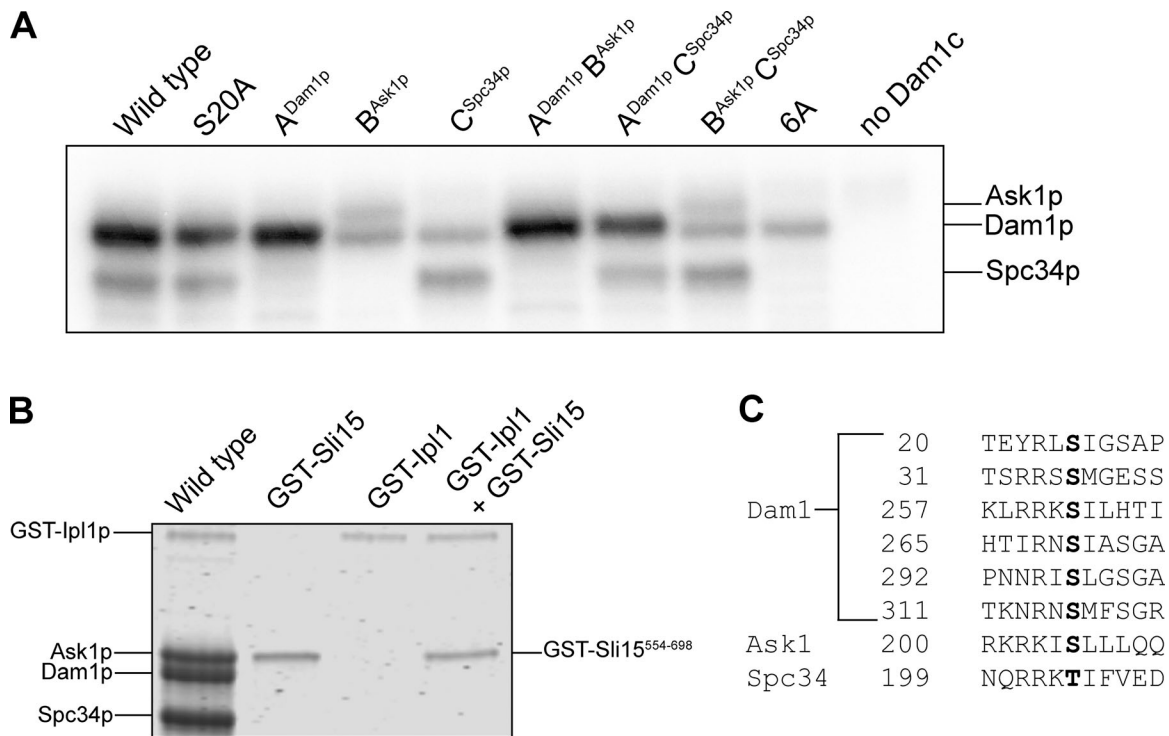 A
Wild type
S20A
A^Dam1p
B^Ask1p
C^Spc34p
A^Dam1p B^Ask1p
A^Dam1p C^Spc34p
B^Ask1p C^Spc34p
6A
no Dam1c
Ask1p
Dam1p
Spc34p
B
Wild type
GST-Sli15
GST-Ipl1
GST-Ipl1
+ GST-Sli15
GST-Ipl1p
Ask1p
Dam1p
Spc34p
GST-Sli15^554-698
C
20 TEYRLSIGSAP
31 TSRRSSMGESS
Dam1 257 KLRRKSILHTI
265 HTIRNSIASGA
292 PNNRISLGSGA
311 TKNRNSMFSGR
Ask1 200 RKRKISLLLQQ
Spc34 199 NQRRKTIFVED